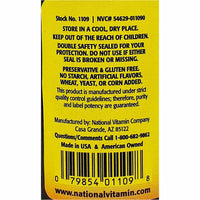 Stock No. 1109 | NVC# 54629-011090
STORE IN A COOL, DRY PLACE.
KEEP OUT OF THE REACH OF CHILDREN.
DOUBLE SAFETY SEALED FOR YOUR
PROTECTION. DO NOT USE IF EITHER
SEAL IS BROKEN OR MISSING.
PRESERVATIVE & GLUTEN FREE.
NO STARCH, ARTIFICIAL FLAVORS,
WHEAT, YEAST, OR CORN ADDED.
This product is manufactured under strict
quality control guidelines; therefore, purity
and label potency are guaranteed.
Manufactured by: National Vitamin Company
Casa Grande, AZ 85122
Questions/Comments Call 1-800-682-9862
Made in USA & American Owned
0 79854 01109 8
www.nationalvitamin.com